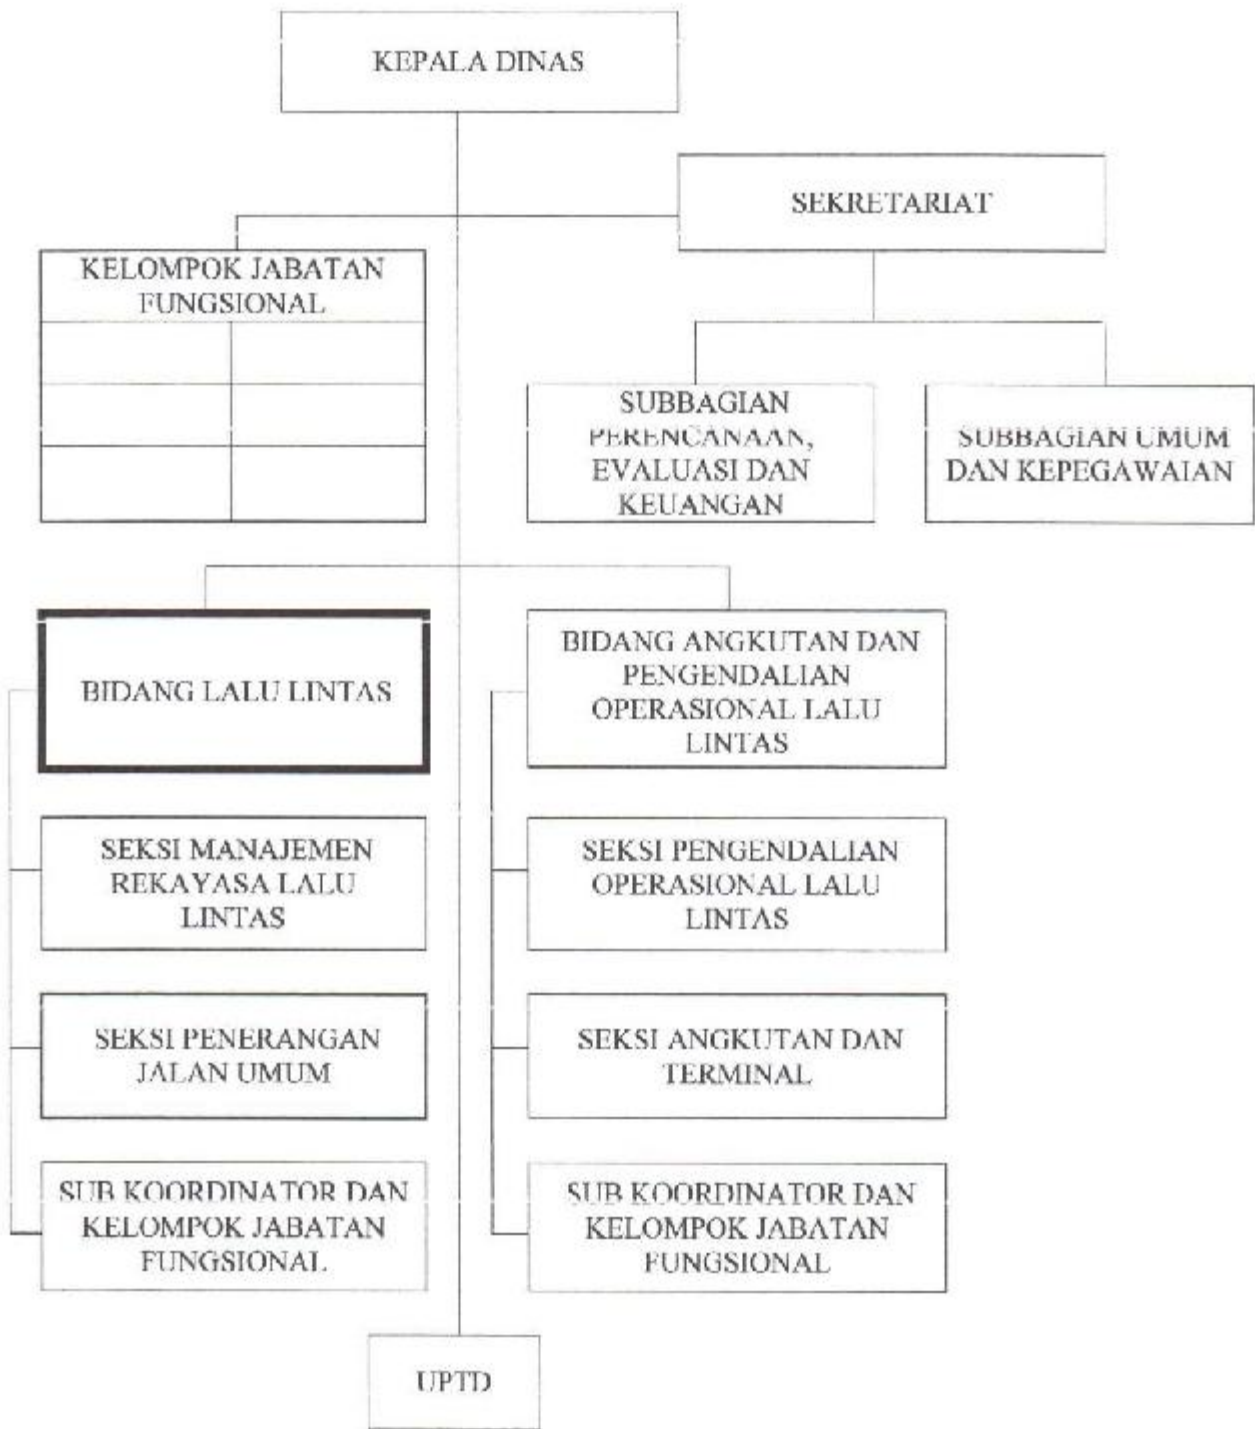 KEPALA DINAS
SEKRETARIAT
KELOMPOK JABATAN
FUNGSIONAL
SUBBAGIAN
PERENCANAAN,
EVALUASI DAN
KEUANGAN
SUBBAGIAN UMUM
DAN KEPEGAWAIAN
BIDANG LALU LINTAS
BIDANG ANGKUTAN DAN
PENGENDALIAN
OPERASIONAL LALU
LINTAS
SEKSI MANAJEMEN
REKAYASA LALU
LINTAS
SEKSI PENGENDALIAN
OPERASIONAL LALU
LINTAS
SEKSI PENERANGAN
JALAN UMUM
SEKSI ANGKUTAN DAN
TERMINAL
SUB KOORDINATOR DAN
KELOMPOK JABATAN
FUNGSIONAL
SUB KOORDINATOR DAN
KELOMPOK JABATAN
FUNGSIONAL
UPTD